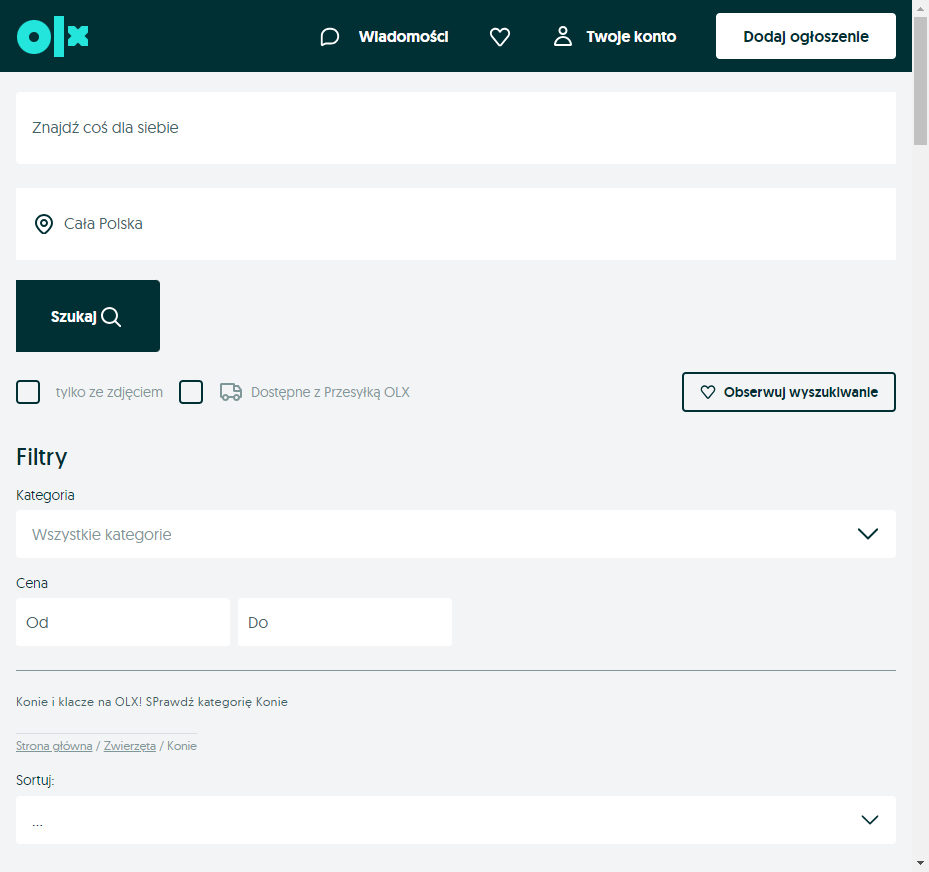 olx
Wiadomości
Twoje konto
Dodaj ogłoszenie
Znajdź coś dla siebie
Cała Polska
Szukaj
tylko ze zdjęciem
Dostępne z Przesyłką OLX
Obserwuj wyszukiwanie
Filtry
Kategoria
Wszystkie kategorie
Cena
Od
Do
Konie i klacze na OLX! SPrawdź kategorię Konie
Strona główna / Zwierzęta / Konie
Sortuj:
...